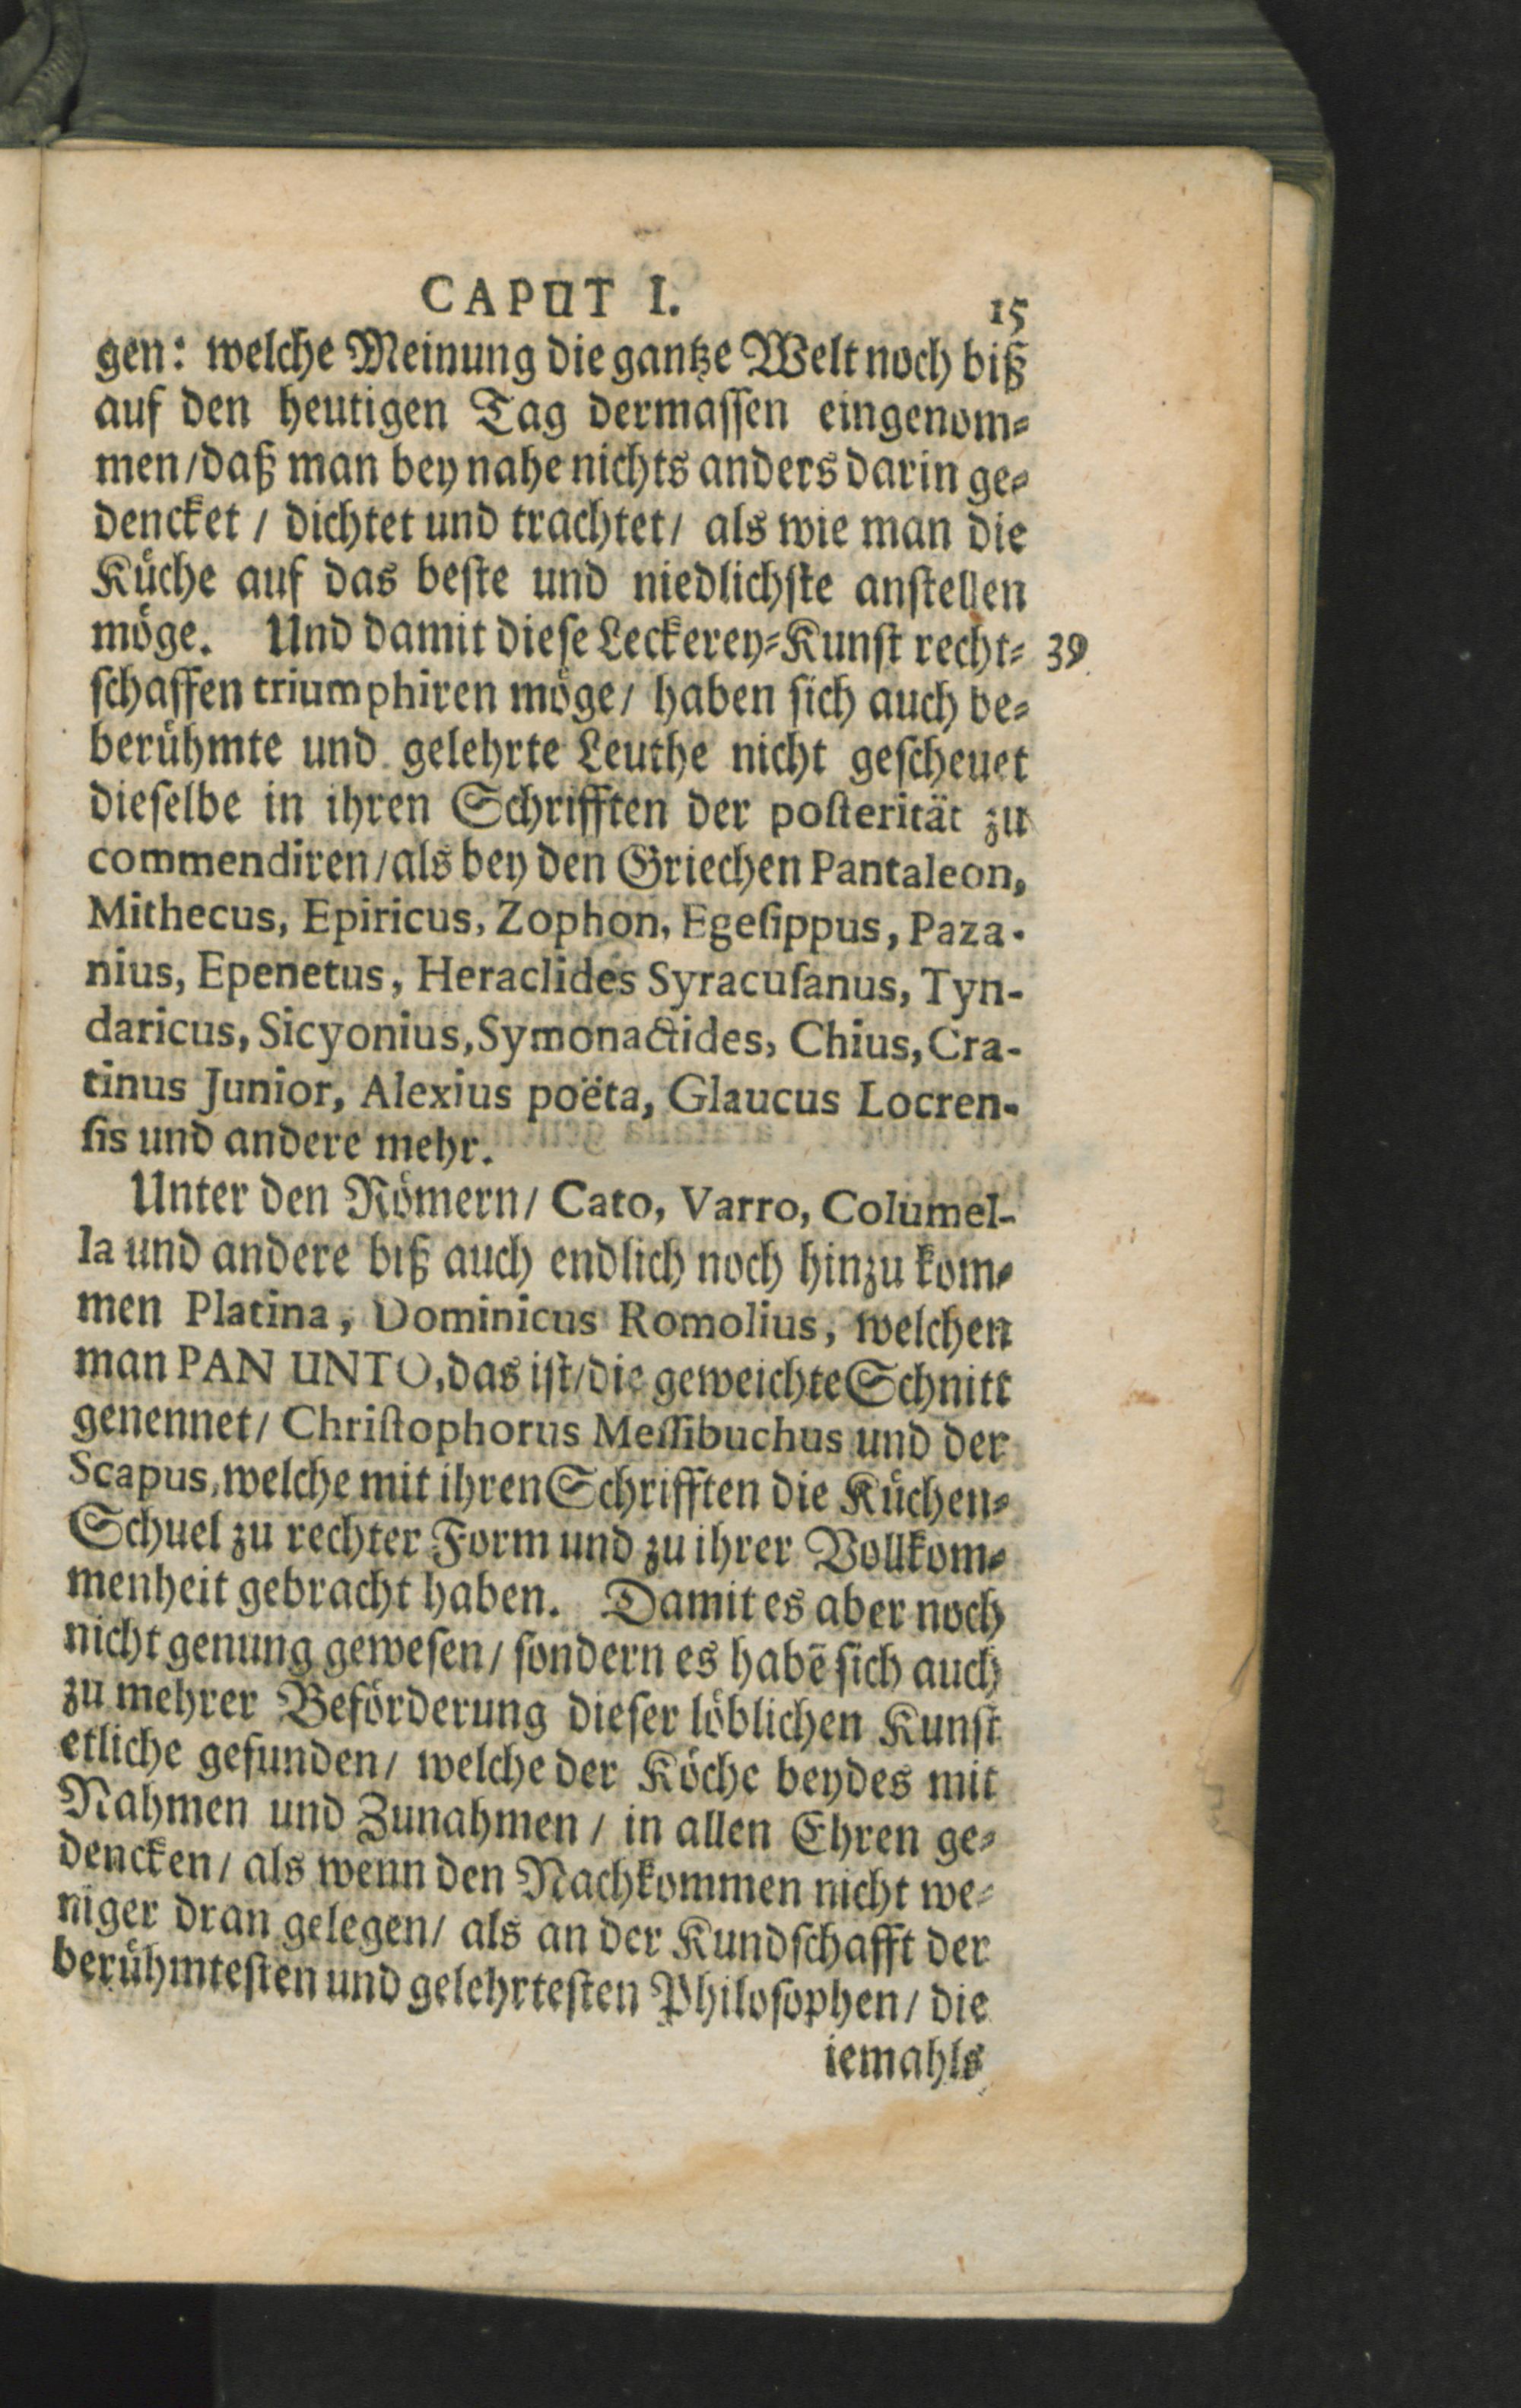 CAPUT I. 15
gen: welche Meinung die gantze Welt noch biß
auf den heutigen Tag dermassen eingenom⸗
men/daß man bey nahe nichts anders darin ge⸗
dencket / dichtet und trachtet/ als wie man die
Küche auf das beste und niedlichste anstellen
möge. Und damit diese Leckerey⸗Kunst recht⸗ 39
schaffen triumphiren möge/ haben sich auch be⸗
berühmte und gelehrte Leuthe nicht gescheuet
dieselbe in ihren Schrifften der posterität zu
commendiren/als bey den Griechen Pantaleon,
Mithecus, Epiricus, Zophon, Egesippus, Paza-
nius, Epenetus, Heraclides Syracusanus, Tyn-
daricus, Sicyonius, Symonactides, Chius, Cra-
tinus Junior, Alexius poëta, Glaucus Locren-
sis und andere mehr.
Unter den Römern/ Cato, Varro, Columel-
la und andere biß auch endlich noch hinzu kom⸗
men Platina, Dominicus Romolius, welchen
man PAN UNTO, das ist/die geweichte Schnitt
genennet/ Christophorus Messibuchus und der
Scapus, welche mit ihren Schrifften die Küchen⸗
Schuel zu rechter Form und zu ihrer Vollkom⸗
menheit gebracht haben. Damit es aber noch
nicht genung gewesen/ sondern es habē sich auch
zu mehrer Beförderung dieser löblichen Kunst
etliche gefunden/ welche der Köche beydes mit
Nahmen und Zunahmen / in allen Ehren ge⸗
dencken/ als wenn den Nachkommen nicht we⸗
niger dran gelegen/ als an der Kundschafft der
berühmtesten und gelehrtesten Philosophen/ die
iemahls